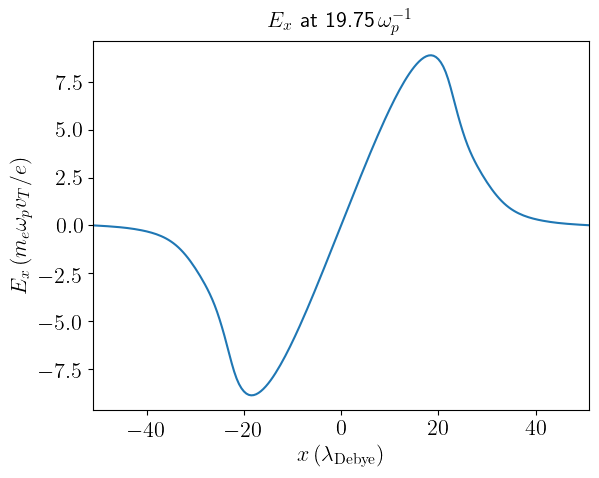 $E_x$ at 19.75 $\omega_p^{-1}$
7.5
5.0
2.5
0.0
−2.5
−5.0
−7.5
$E_x\,(m_e\omega_p v_T/e)$
−40 −20 0 20 40
$x\,(\lambda_{\mathrm{Debye}})$